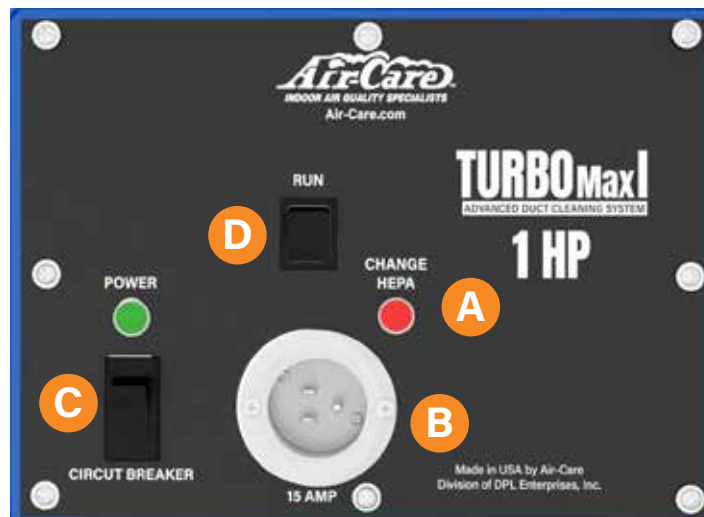 Air-Care
INDOOR AIR QUALITY SPECIALISTS
Air-Care.com
TURBO Max I
ADVANCED DUCT CLEANING SYSTEM
1 HP
RUN
D
CHANGE
HEPA
A
POWER
C
B
CIRCUT BREAKER
15 AMP
Made in USA by Air-Care
Division of DPL Enterprises, Inc.